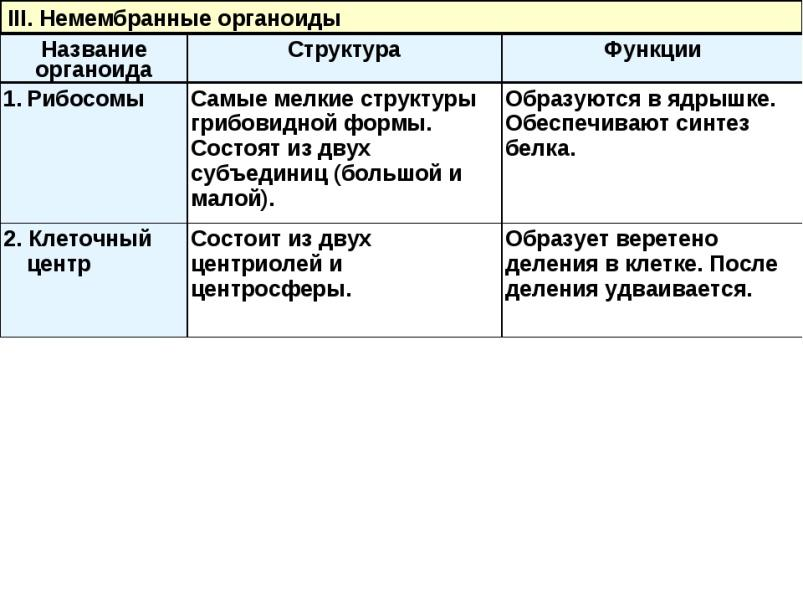 III. Немембранные органоиды
Название
органоида
Структура
Функции
1. Рибосомы
Самые мелкие структуры
грибовидной формы.
Состоят из двух
субъединиц (большой и
малой).
Образуются в ядрышке.
Обеспечивают синтез
белка.
2. Клеточный
центр
Состоит из двух
центриолей и
центросферы.
Образует веретено
деления в клетке. После
деления удваивается.